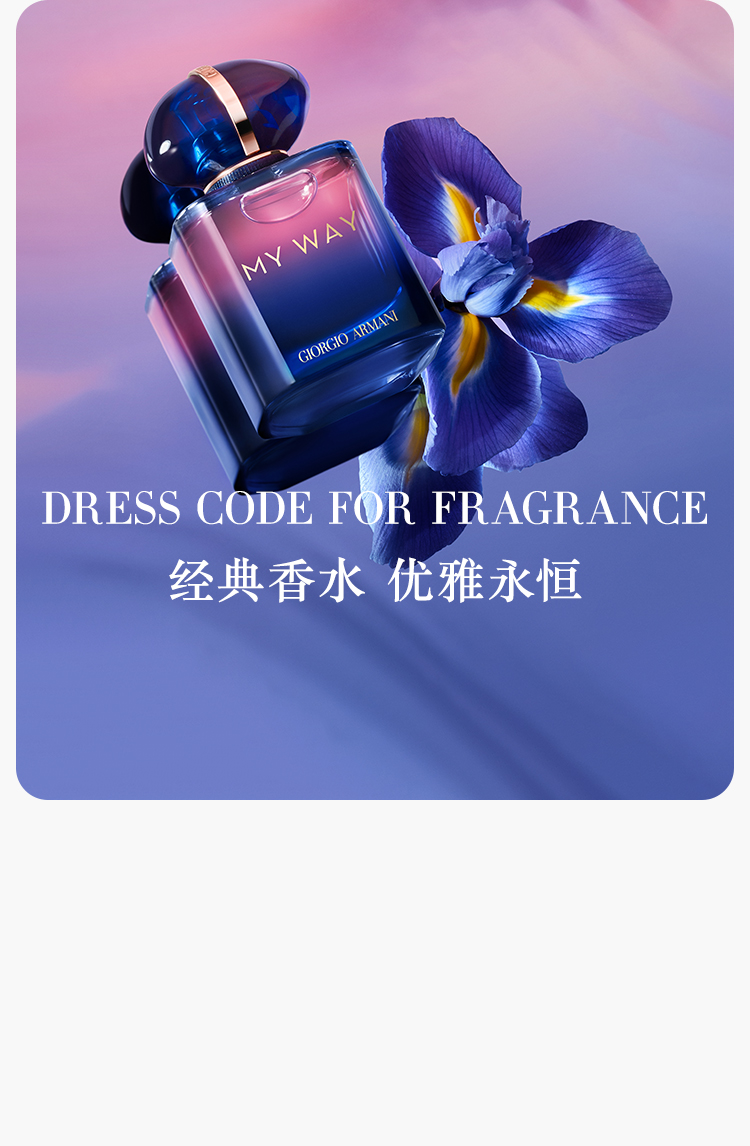 MY WAY
GIORGIO ARMANI
DRESS CODE FOR FRAGRANCE
经典香水 优雅永恒